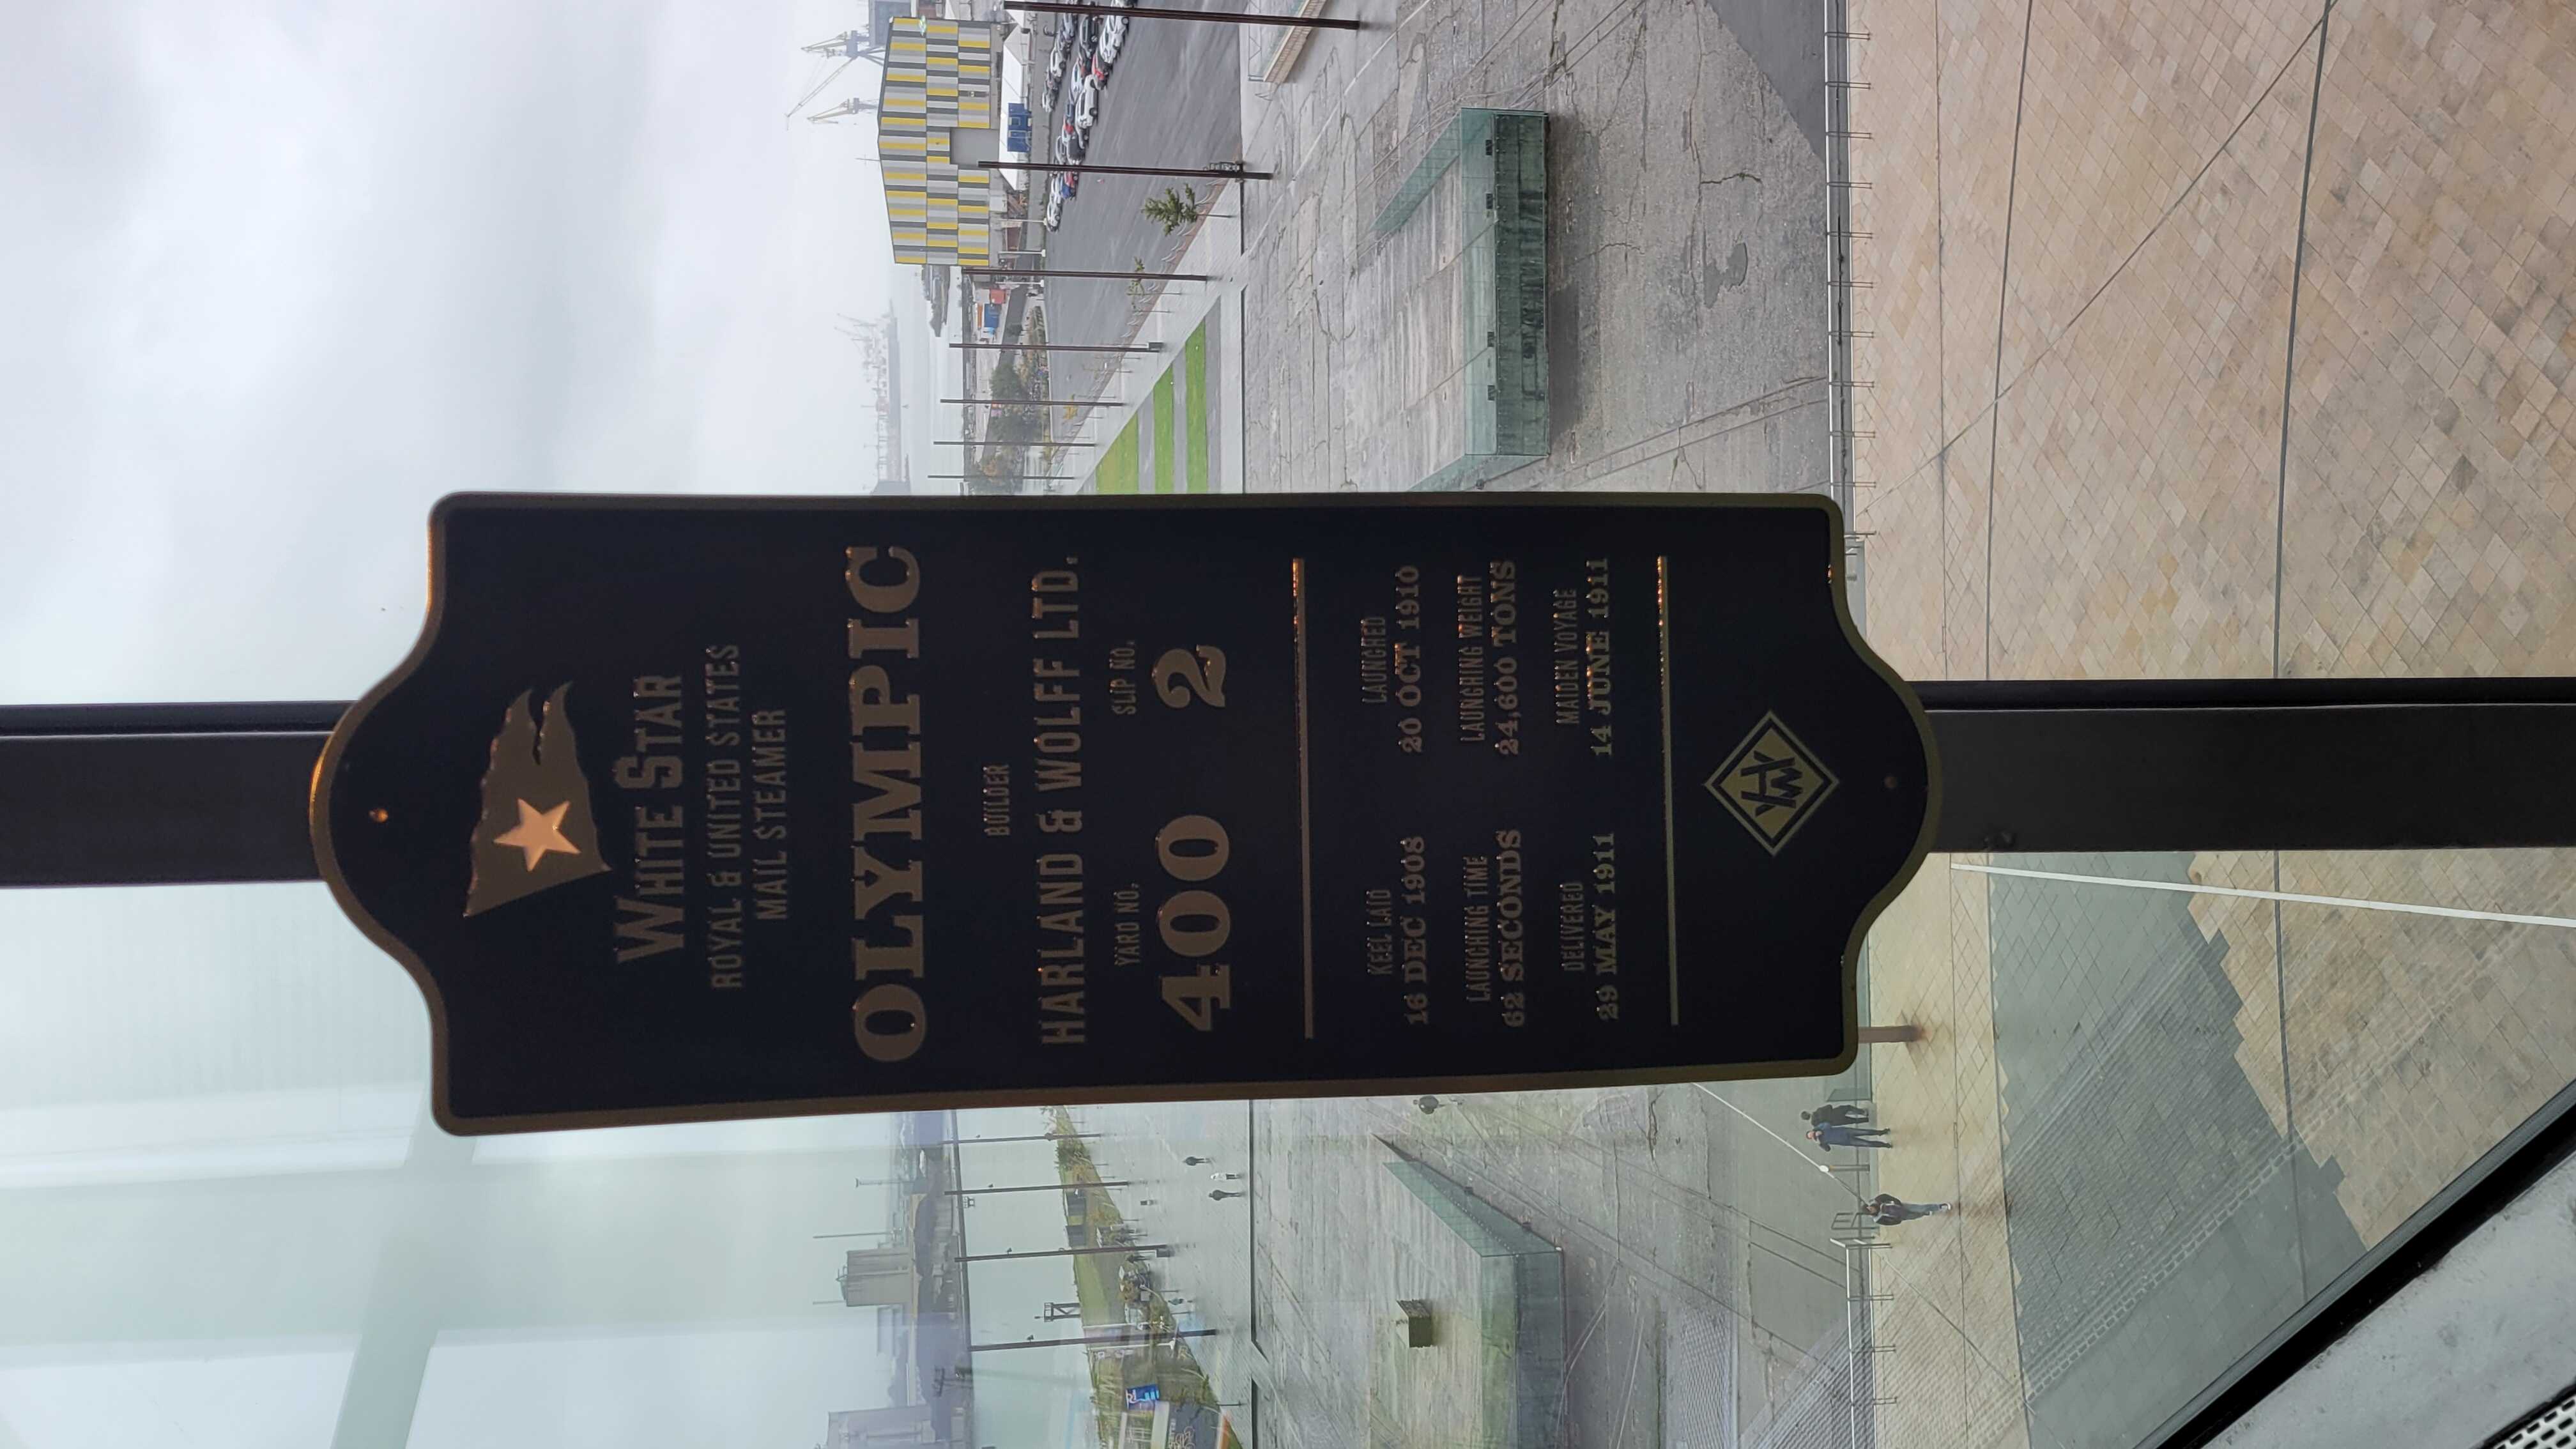 WHITE STAR
ROYAL & UNITED STATES
MAIL STEAMER
OLYMPIC
BUILDER
HARLAND & WOLFF LTD.
YARD NO. SLIP NO.
400 2
KEEL LAID LAUNCHED
16 DEC 1908 20 OCT 1910
LAUNCHING TIME LAUNCHING WEIGHT
62 SECONDS 24,600 TONS
DELIVERED MAIDEN VOYAGE
29 MAY 1911 14 JUNE 1911
HW